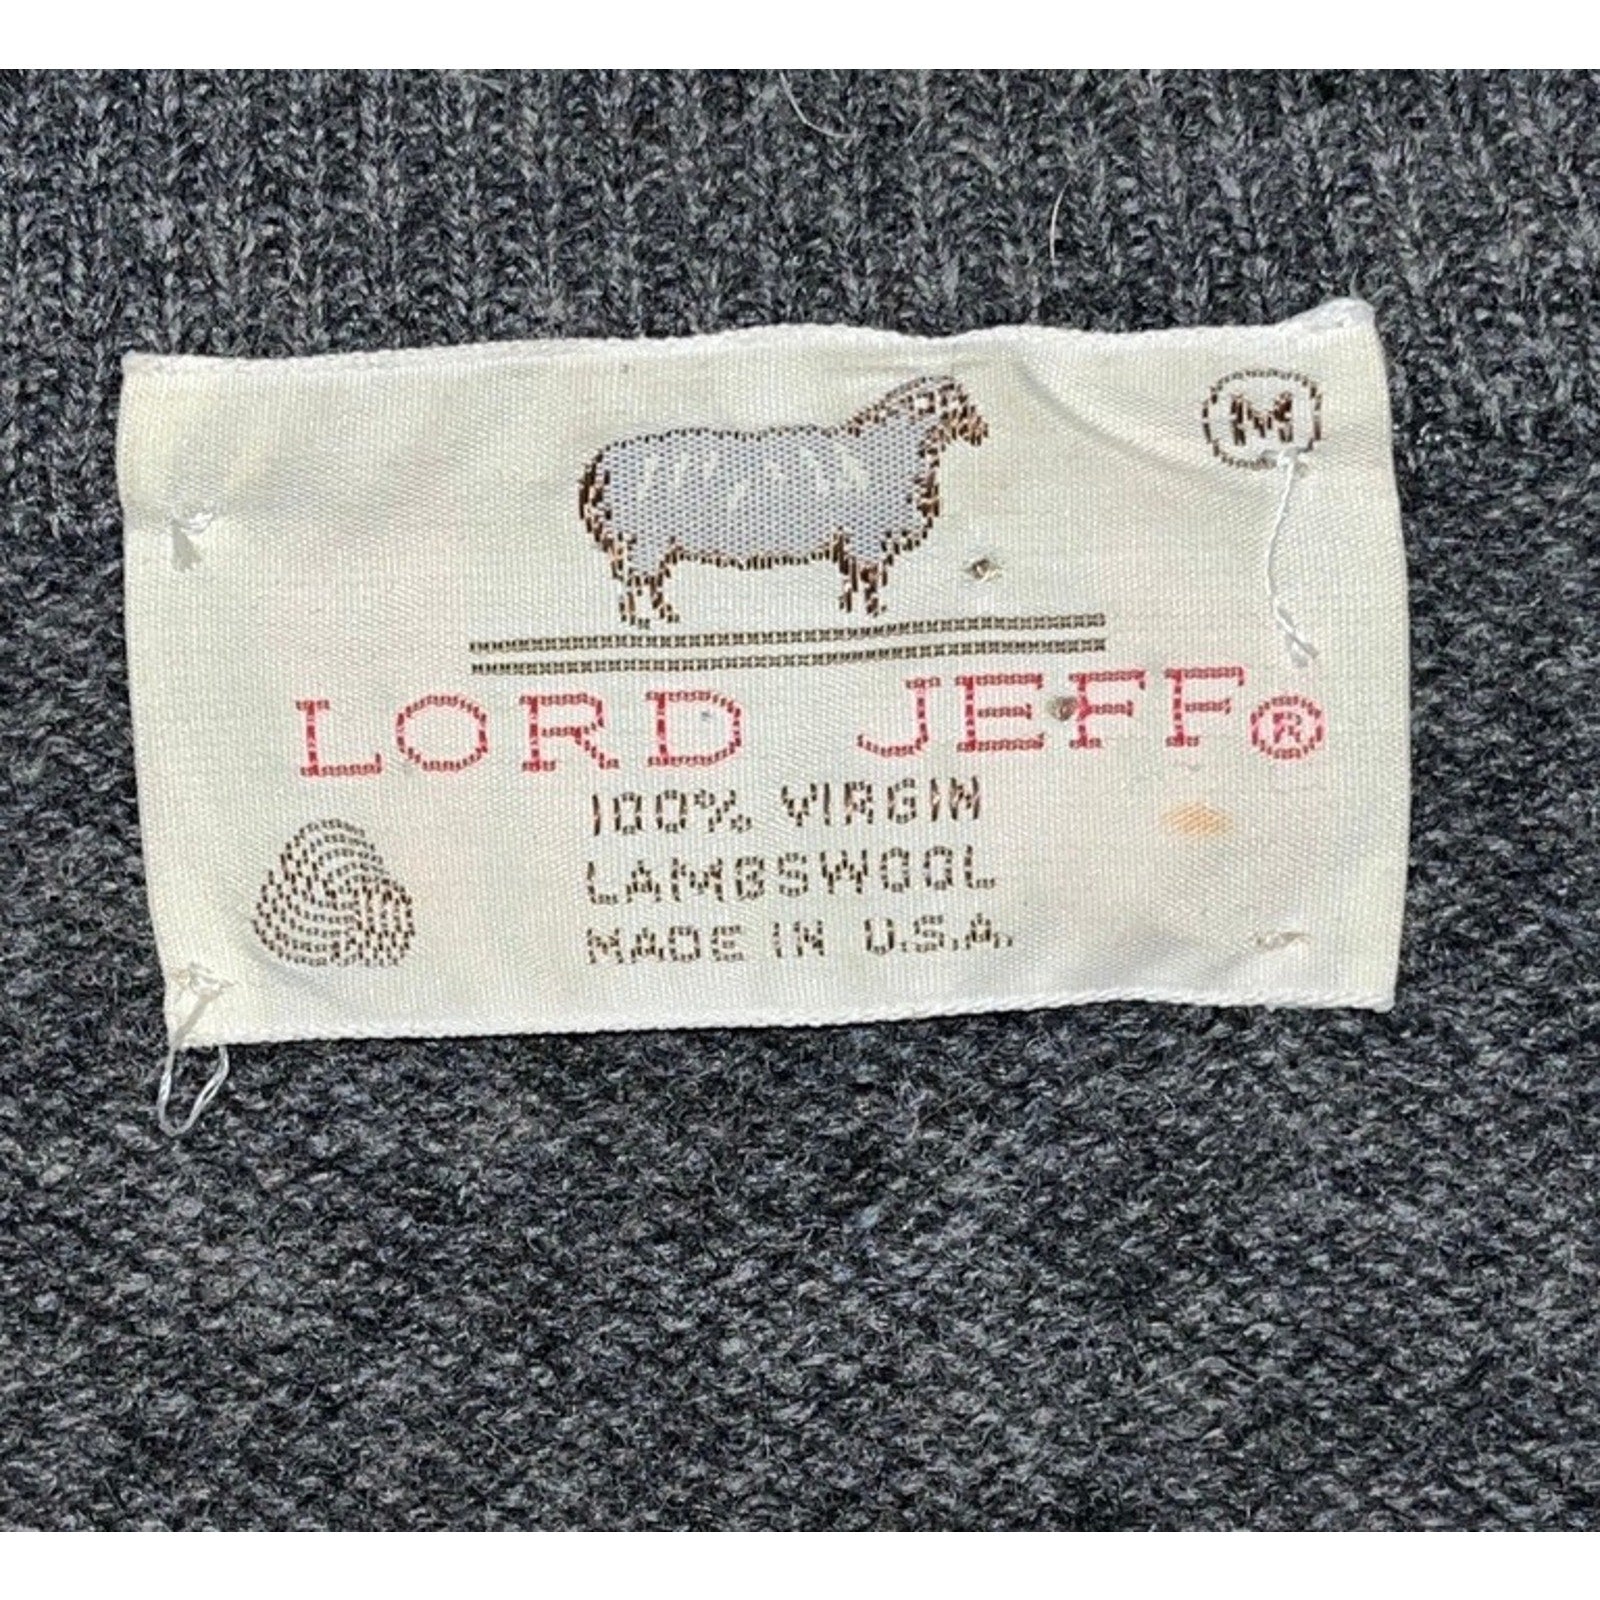 M
LORD JEFF®
100% VIRGIN
LAMBSWOOL
MADE IN U.S.A.